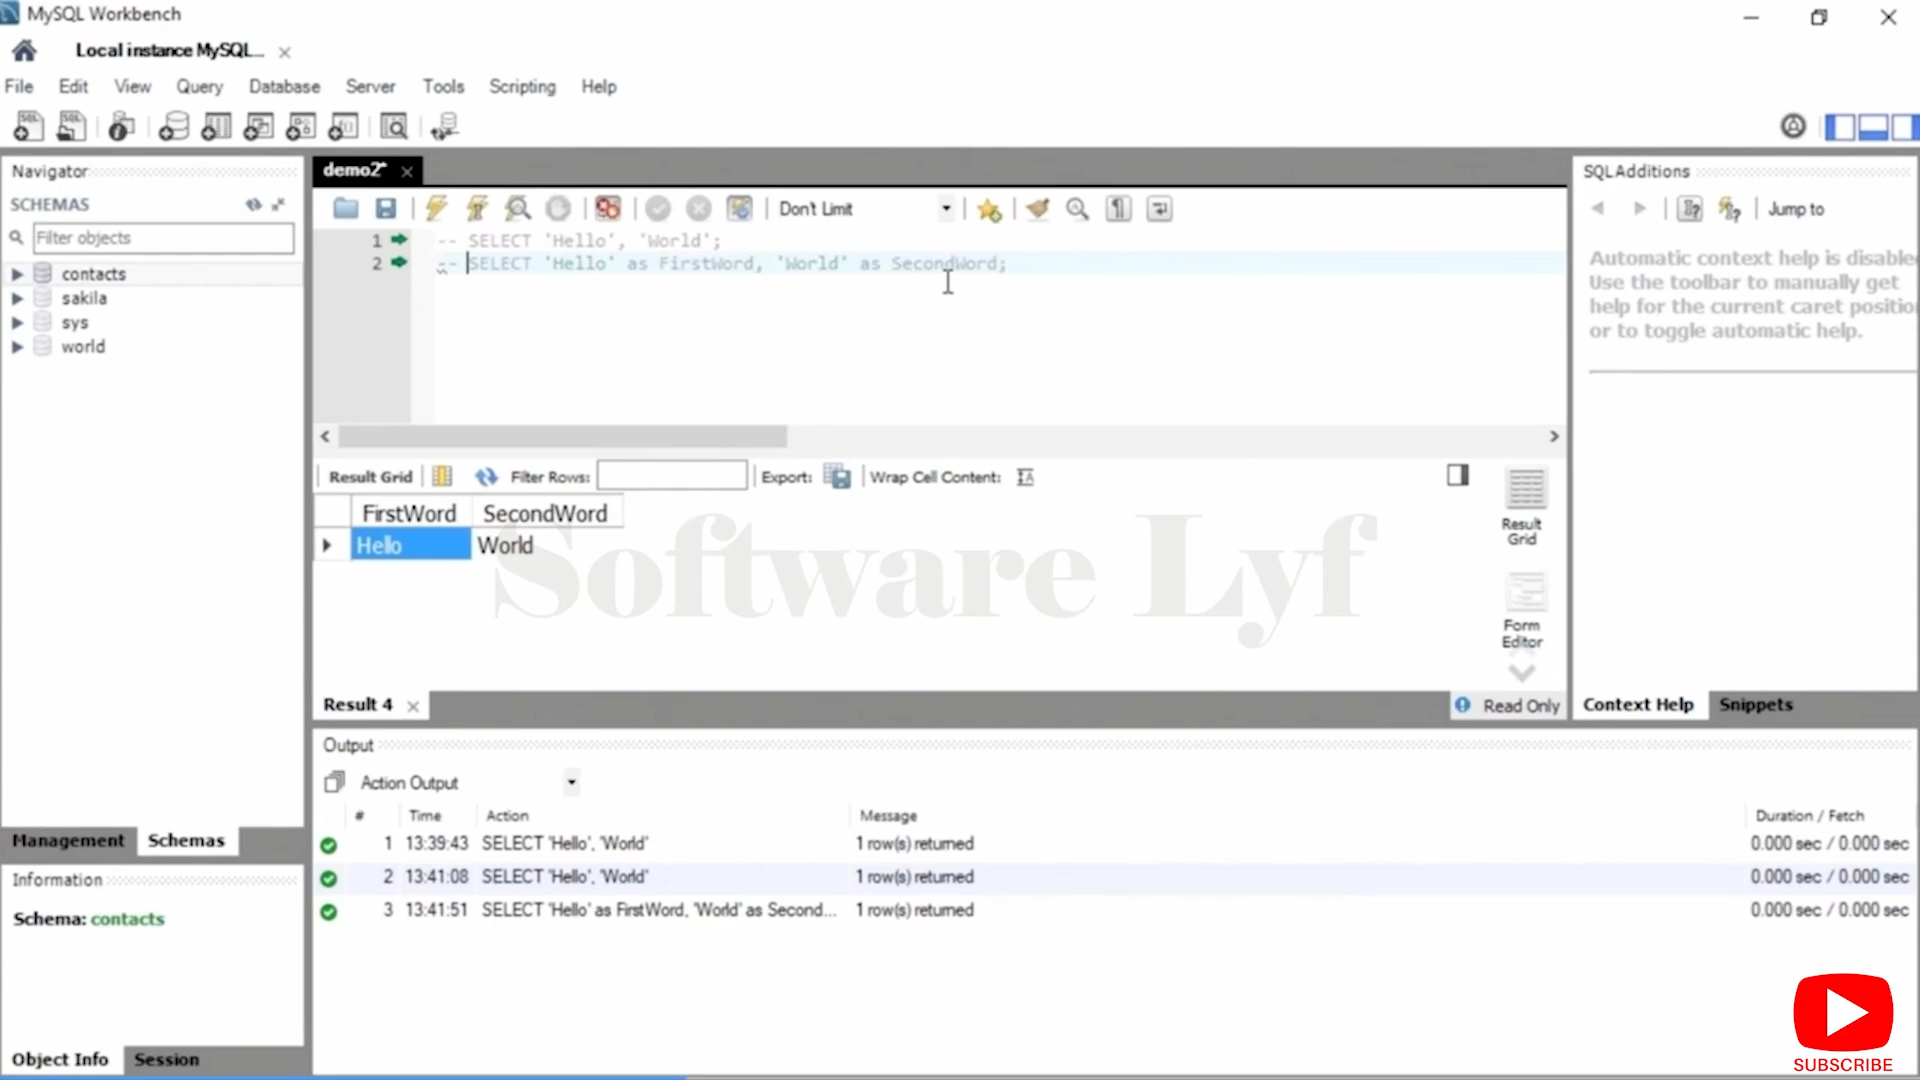 MySQL Workbench
Local instance MySQL... ×
File Edit View Query Database Server Tools Scripting Help
Navigator
SCHEMAS
Filter objects
contacts
sakila
sys
world
Management Schemas
Information
Schema: contacts
Object Info Session
demo2* ×
Don't Limit
1 -- SELECT 'Hello', 'World';
2 -- SELECT 'Hello' as FirstWord, 'World' as SecondWord;
Result Grid Filter Rows: Export: Wrap Cell Content:
FirstWord SecondWord
Hello World
Software Lyf
Result
Grid
Form
Editor
Result 4 × Read Only
SQLAdditions
Jump to
Automatic context help is disable
Use the toolbar to manually get
help for the current caret positio
or to toggle automatic help.
Context Help Snippets
Output
Action Output
# Time Action Message Duration / Fetch
1 13:39:43 SELECT 'Hello', 'World' 1 row(s) returned 0.000 sec / 0.000 sec
2 13:41:08 SELECT 'Hello', 'World' 1 row(s) returned 0.000 sec / 0.000 sec
3 13:41:51 SELECT 'Hello' as FirstWord, 'World' as Second... 1 row(s) returned 0.000 sec / 0.000 sec
SUBSCRIBE